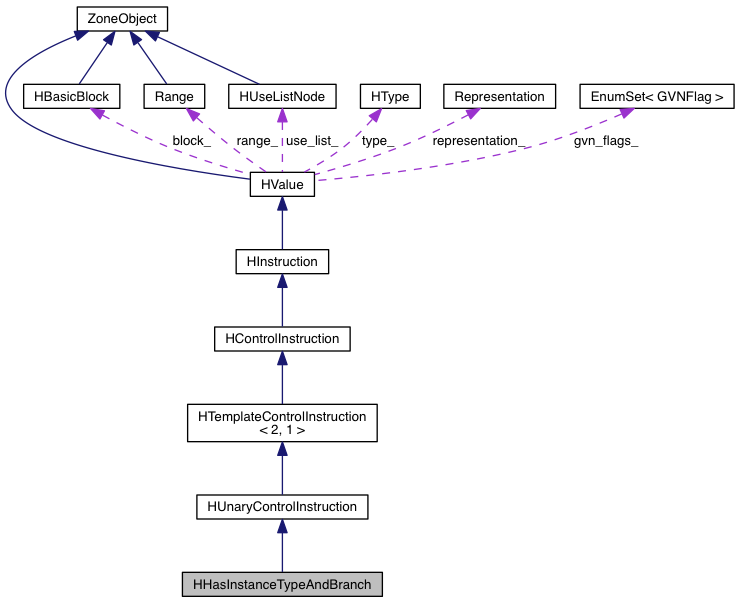 ZoneObject
HBasicBlock
Range
HUseListNode
HType
Representation
EnumSet< GVNFlag >
block_
range_
use_list_
type_
representation_
gvn_flags_
HValue
HInstruction
HControlInstruction
HTemplateControlInstruction
< 2, 1 >
HUnaryControlInstruction
HHasInstanceTypeAndBranch